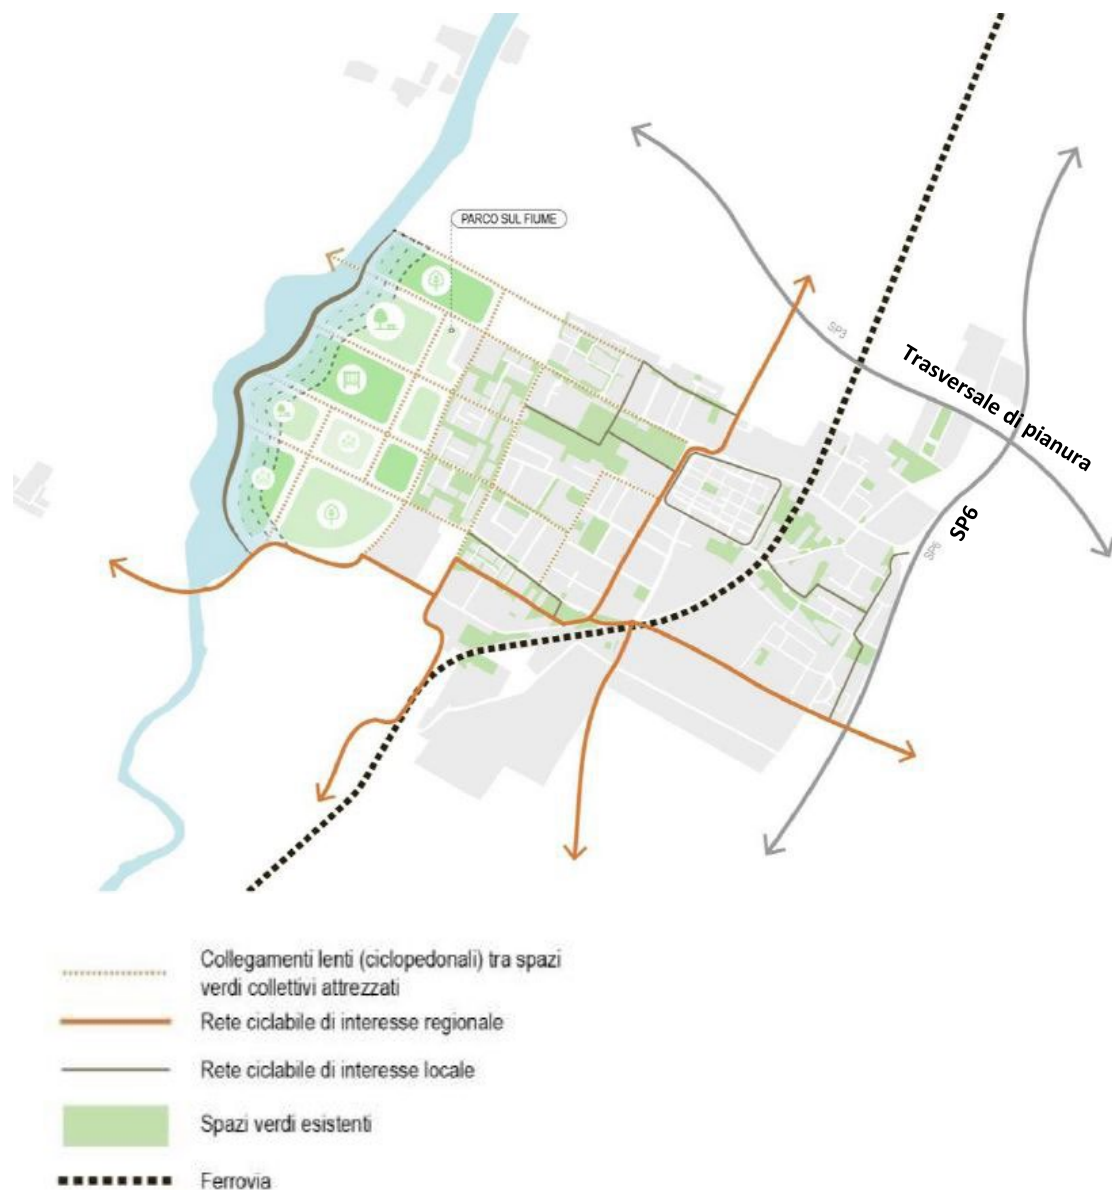 PARCO SUL FIUME
SP3
Trasversale di pianura
SP6
SP6
Collegamenti lenti (ciclopedonali) tra spazi
verdi collettivi attrezzati
Rete ciclabile di interesse regionale
Rete ciclabile di interesse locale
Spazi verdi esistenti
Ferrovia